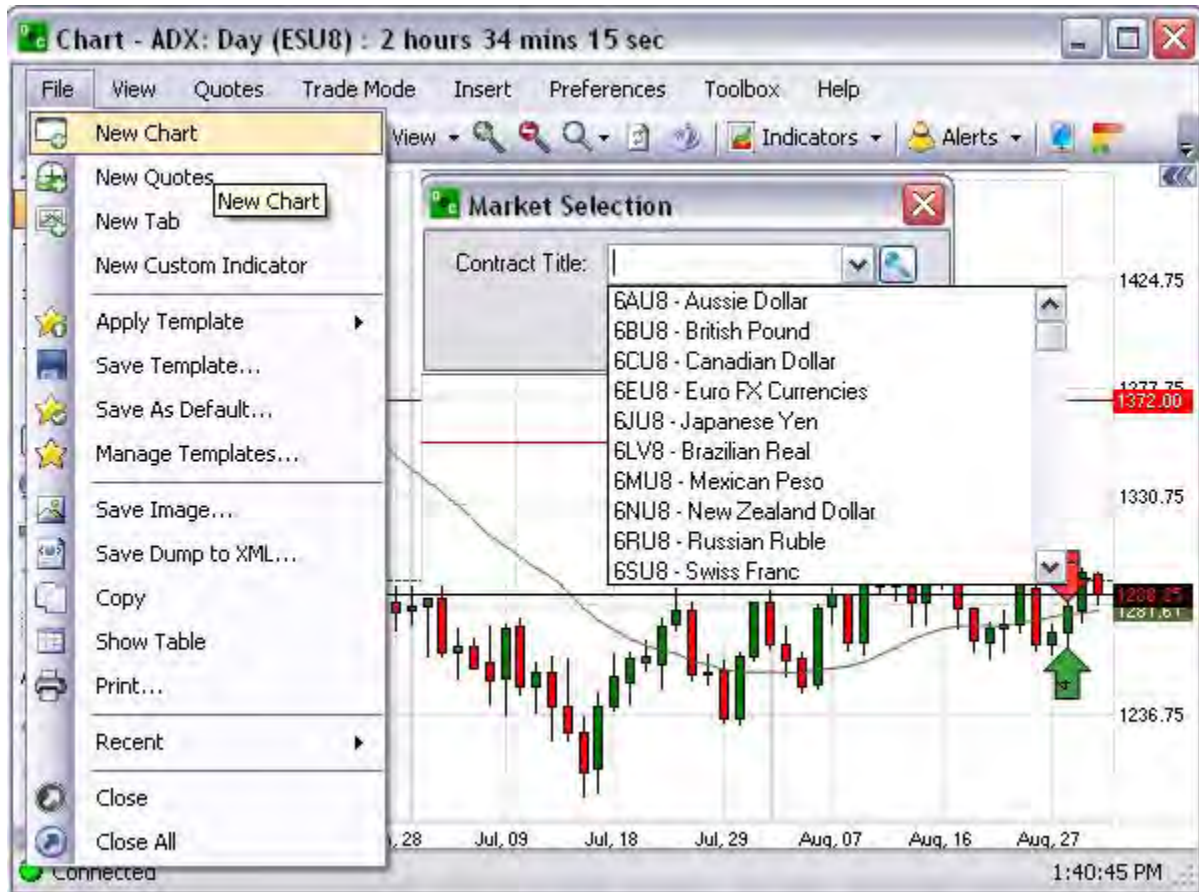 Chart - ADX: Day (ESU8) : 2 hours 34 mins 15 sec
File View Quotes Trade Mode Insert Preferences Toolbox Help
View Indicators Alerts
New Chart
New Quotes
New Chart
New Tab
New Custom Indicator
Apply Template
Save Template...
Save As Default...
Manage Templates...
Save Image...
Save Dump to XML...
Copy
Show Table
Print...
Recent
Close
Close All
Market Selection
Contract Title:
6AU8 - Aussie Dollar
6BU8 - British Pound
6CU8 - Canadian Dollar
6EU8 - Euro FX Currencies
6JU8 - Japanese Yen
6LV8 - Brazilian Real
6MU8 - Mexican Peso
6NU8 - New Zealand Dollar
6RU8 - Russian Ruble
6SU8 - Swiss Franc
1424.75
1377.75
1372.00
1330.75
1281.61
1236.75
, 28 Jul, 09 Jul, 18 Jul, 29 Aug, 07 Aug, 16 Aug, 27
Connected 1:40:45 PM